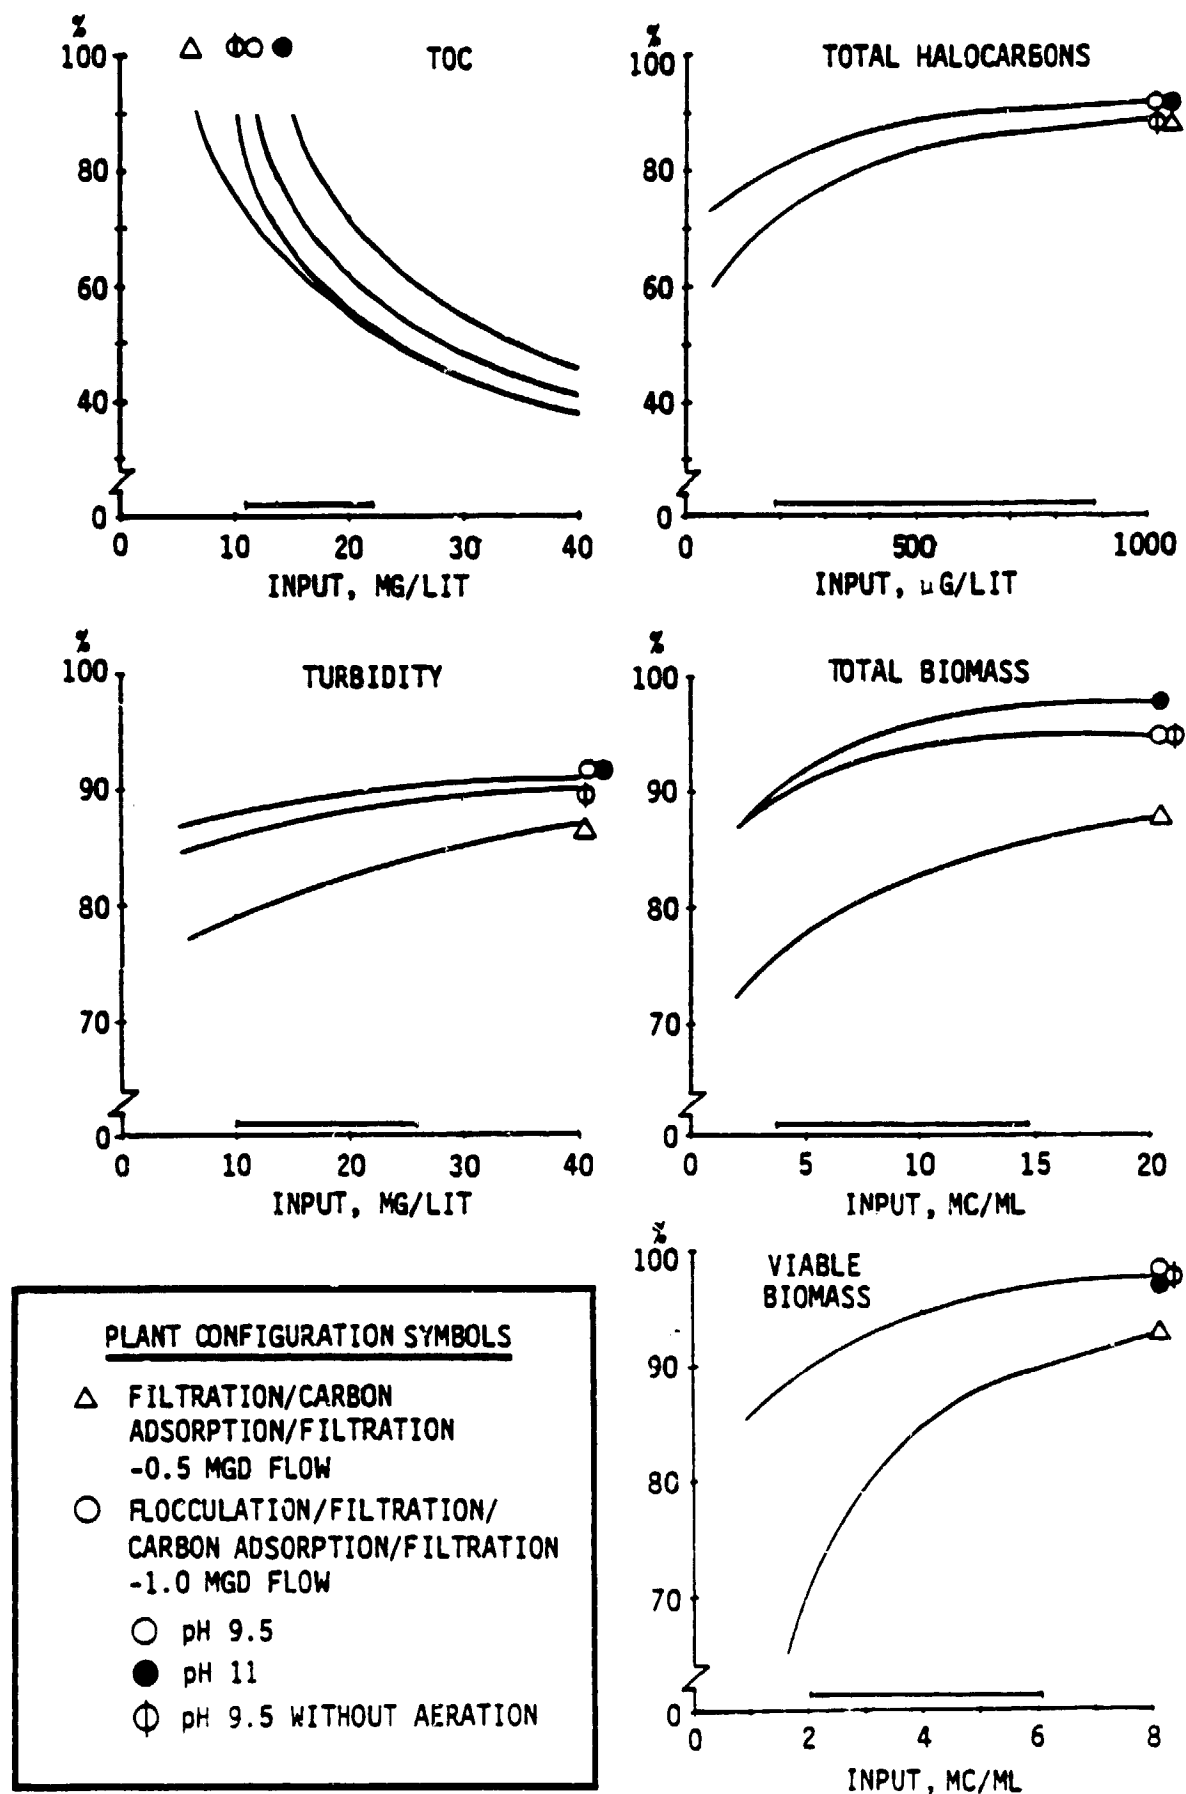 %
100
80
60
40
0
TOC
0 10 20 30 40
INPUT, MG/LIT
%
100
80
60
40
0
TOTAL HALOCARBONS
0 500 1000
INPUT, µG/LIT
%
100
90
80
70
0
TURBIDITY
0 10 20 30 40
INPUT, MG/LIT
%
100
90
80
70
0
TOTAL BIOMASS
0 5 10 15 20
INPUT, MC/ML
%
100
90
80
70
0
VIABLE
BIOMASS
0 2 4 6 8
INPUT, MC/ML
PLANT CONFIGURATION SYMBOLS
FILTRATION/CARBON
ADSORPTION/FILTRATION
-0.5 MGD FLOW
FLOCCULATION/FILTRATION/
CARBON ADSORPTION/FILTRATION
-1.0 MGD FLOW
pH 9.5
pH 11
pH 9.5 WITHOUT AERATION